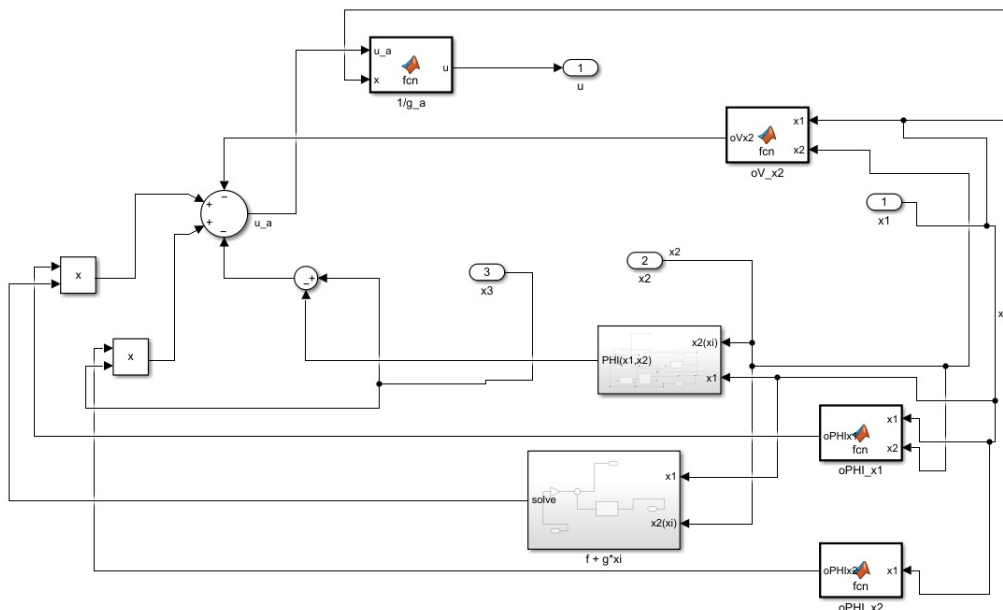 u_a
x
u
fcn
1/g_a
1
u
oVx2
x1
x2
fcn
oV_x2
1
x1
+
−
+
−
u_a
x
−
+
3
x3
x2
2
x2
x
x2(xi)
PHI(x1,x2)
x1
x
oPHIx1
x1
x2
fcn
oPHI_x1
solve
x1
x2(xi)
f + g*xi
oPHIx2
x1
fcn
oPHI_x2